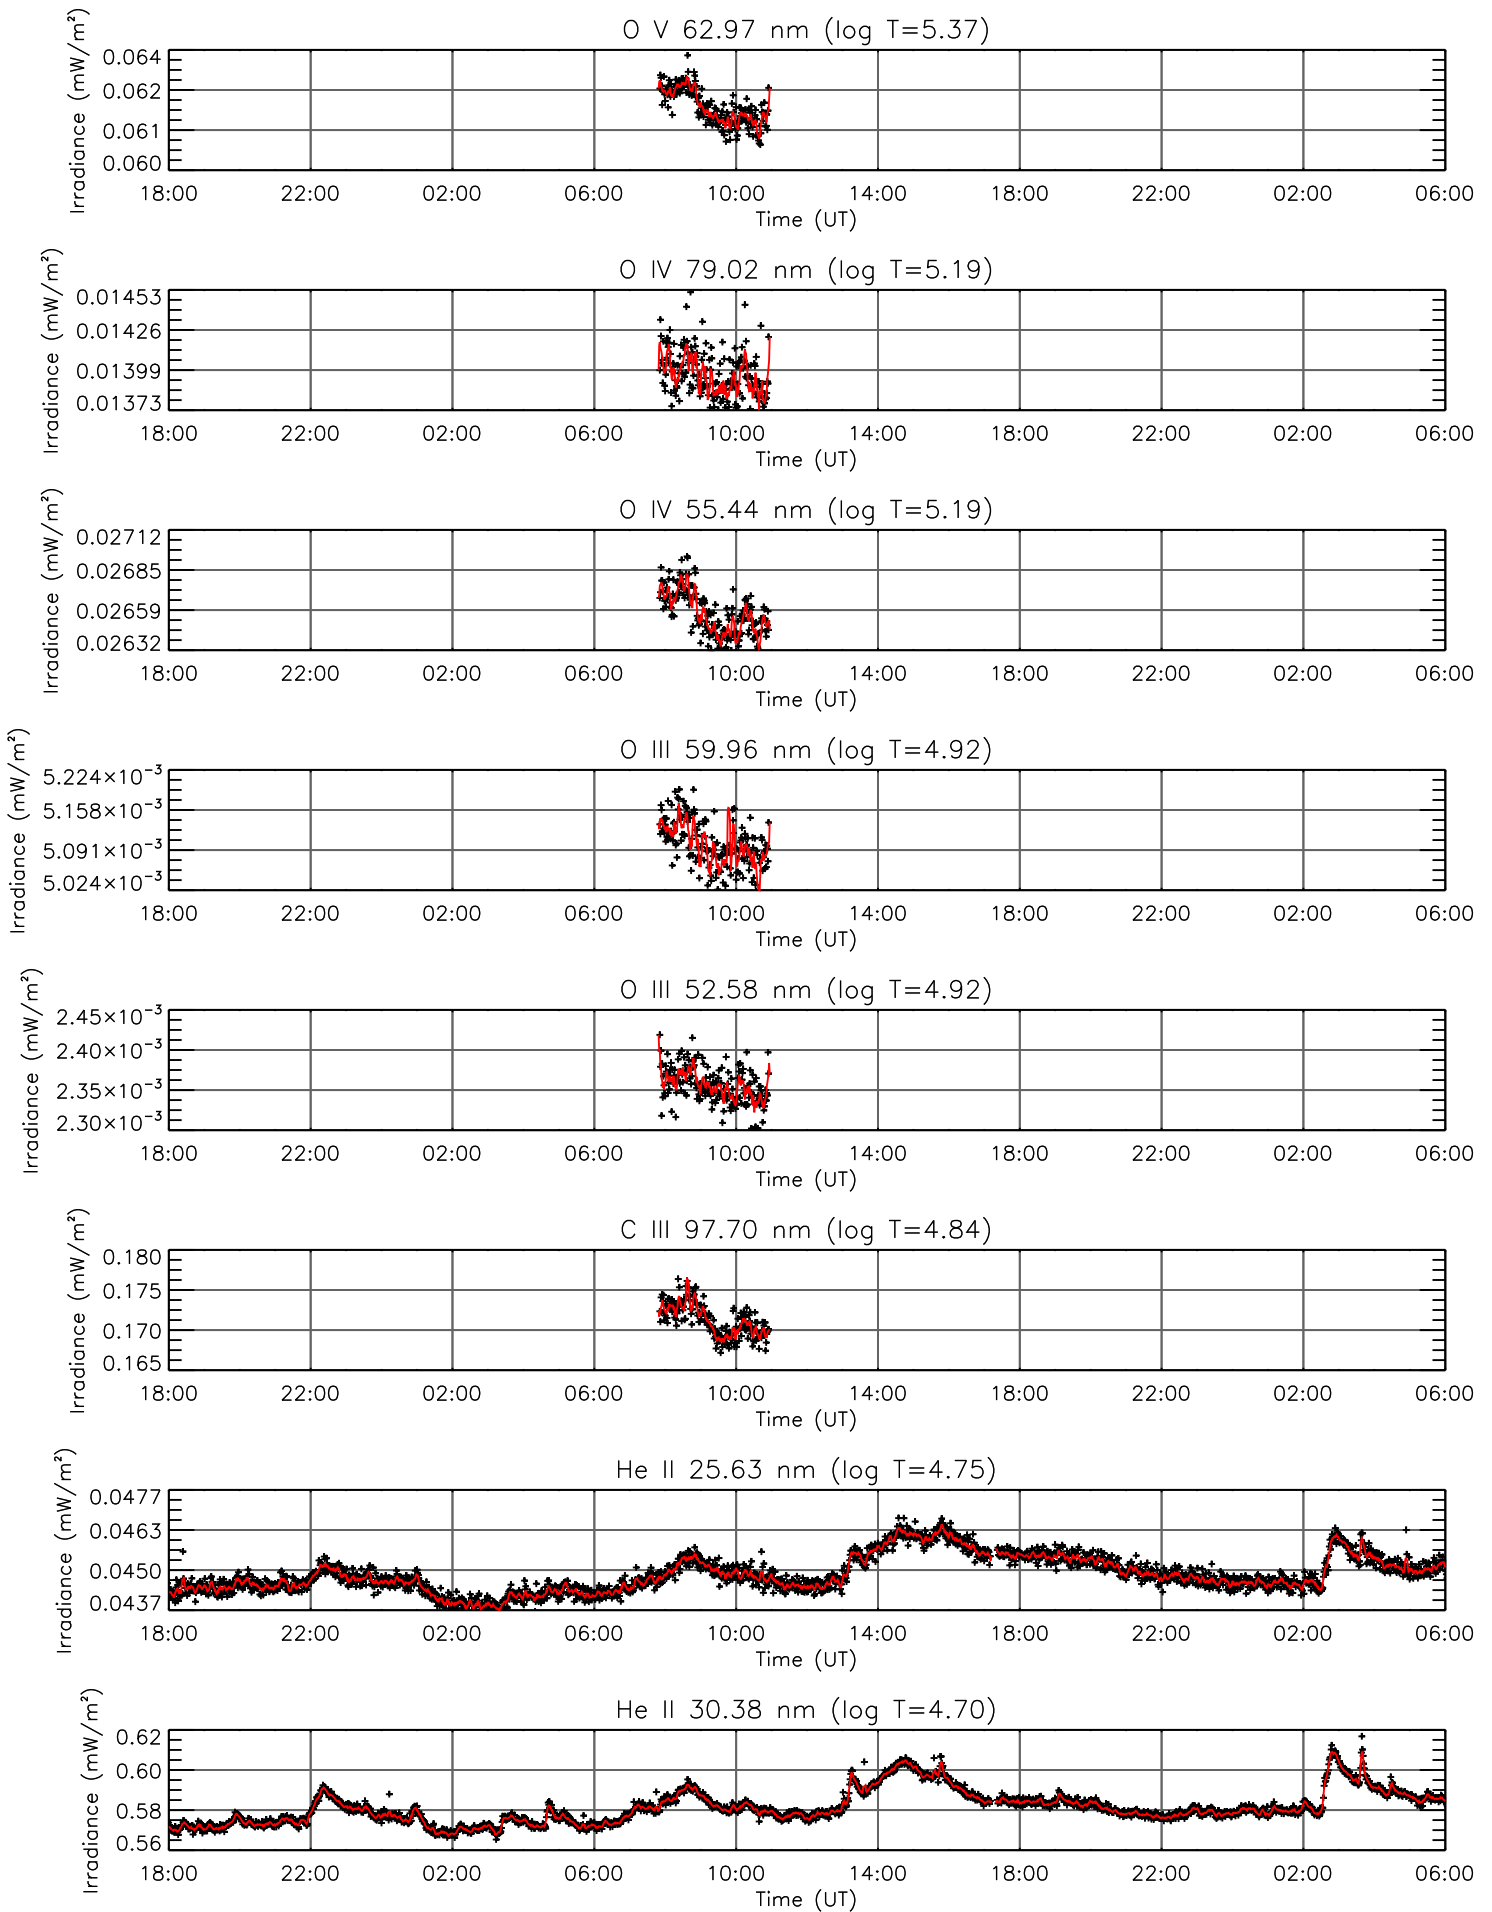 O V 62.97 nm (log T=5.37)
Irradiance (mW/m²)
0.064
0.062
0.061
0.060
18:00 22:00 02:00 06:00 10:00 14:00 18:00 22:00 02:00 06:00
Time (UT)
O IV 79.02 nm (log T=5.19)
Irradiance (mW/m²)
0.01453
0.01426
0.01399
0.01373
18:00 22:00 02:00 06:00 10:00 14:00 18:00 22:00 02:00 06:00
Time (UT)
O IV 55.44 nm (log T=5.19)
Irradiance (mW/m²)
0.02712
0.02685
0.02659
0.02632
18:00 22:00 02:00 06:00 10:00 14:00 18:00 22:00 02:00 06:00
Time (UT)
O III 59.96 nm (log T=4.92)
Irradiance (mW/m²)
5.224×10⁻³
5.158×10⁻³
5.091×10⁻³
5.024×10⁻³
18:00 22:00 02:00 06:00 10:00 14:00 18:00 22:00 02:00 06:00
Time (UT)
O III 52.58 nm (log T=4.92)
Irradiance (mW/m²)
2.45×10⁻³
2.40×10⁻³
2.35×10⁻³
2.30×10⁻³
18:00 22:00 02:00 06:00 10:00 14:00 18:00 22:00 02:00 06:00
Time (UT)
C III 97.70 nm (log T=4.84)
Irradiance (mW/m²)
0.180
0.175
0.170
0.165
18:00 22:00 02:00 06:00 10:00 14:00 18:00 22:00 02:00 06:00
Time (UT)
He II 25.63 nm (log T=4.75)
Irradiance (mW/m²)
0.0477
0.0463
0.0450
0.0437
18:00 22:00 02:00 06:00 10:00 14:00 18:00 22:00 02:00 06:00
Time (UT)
He II 30.38 nm (log T=4.70)
Irradiance (mW/m²)
0.62
0.60
0.58
0.56
18:00 22:00 02:00 06:00 10:00 14:00 18:00 22:00 02:00 06:00
Time (UT)